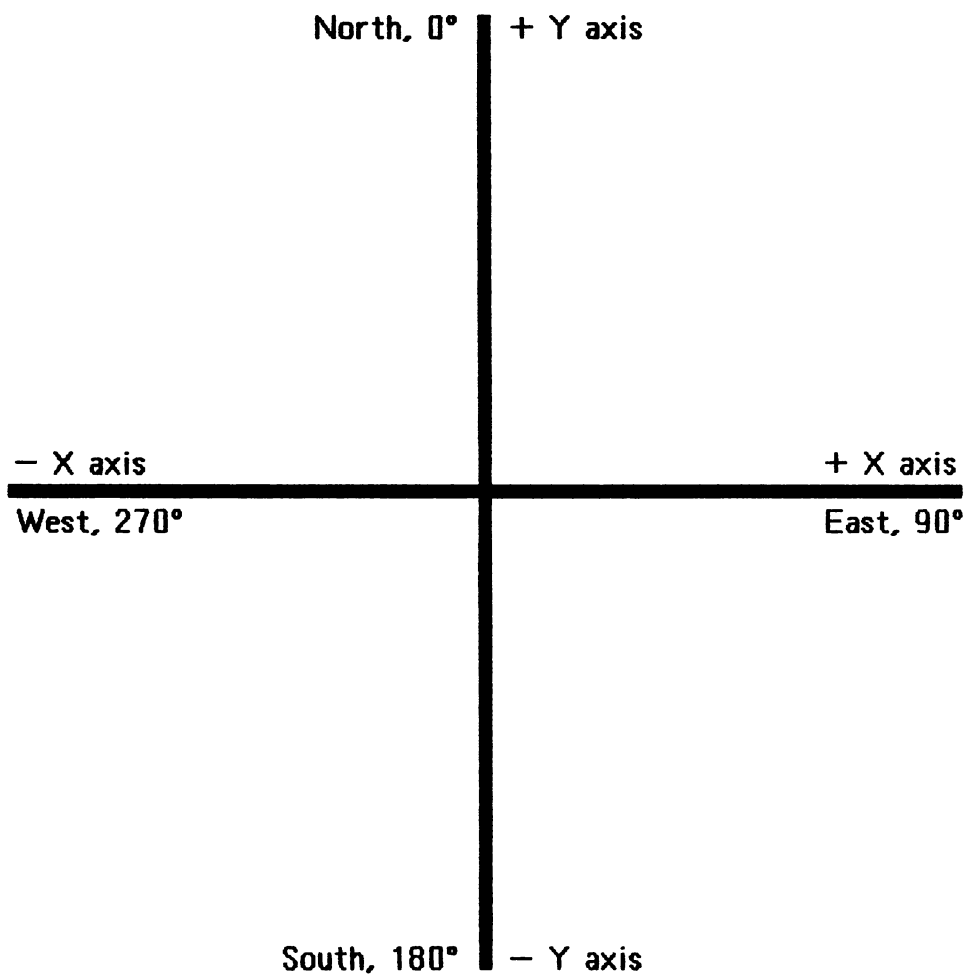 North, 0° + Y axis
− X axis + X axis
West, 270° East, 90°
South, 180° − Y axis